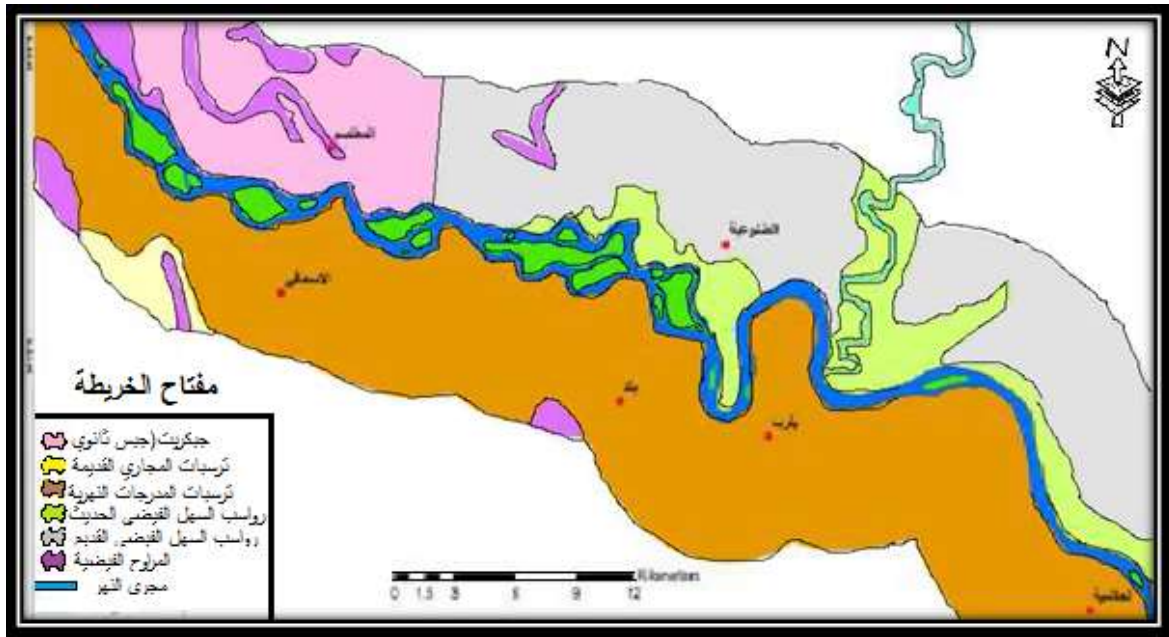 N
المعتصم
الضلوعية
الاسحاقي
بلد
يثرب
مفتاح الخريطة
جبكريت(جبس ثانوي
ترسبات المجاري القديمة
ترسبات المدرجات النهرية
رواسب السهل الفيضي الحديث
رواسب السهل الفيضي القديم
المراوح الفيضية
مجرى النهر
Kilometers
0 1.5 3 6 9 12